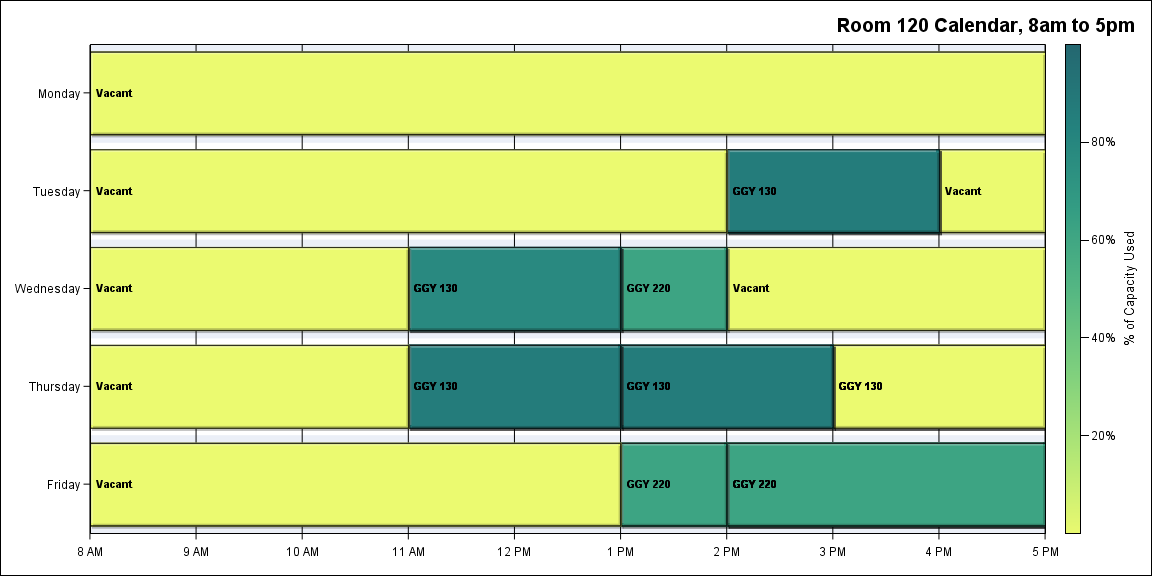 Room 120 Calendar, 8am to 5pm
Monday
Vacant
Tuesday
Vacant
GGY 130
Vacant
Wednesday
Vacant
GGY 130
GGY 220
Vacant
Thursday
Vacant
GGY 130
GGY 130
GGY 130
Friday
Vacant
GGY 220
GGY 220
8 AM
9 AM
10 AM
11 AM
12 PM
1 PM
2 PM
3 PM
4 PM
5 PM
80%
60%
40%
20%
% of Capacity Used